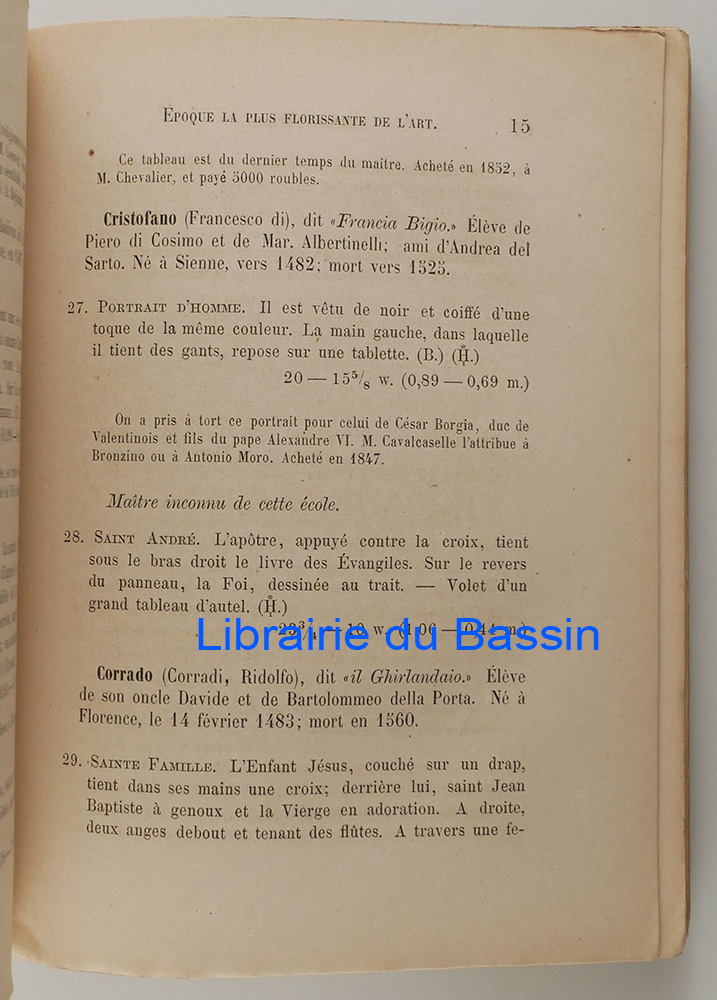 ÉPOQUE LA PLUS FLORISSANTE DE L'ART. 15
Ce tableau est du dernier temps du maître. Acheté en 1852, à
M. Chevalier, et payé 5000 roubles.
Cristofano (Francesco di), dit «Francia Bigio.» Élève de
Piero di Cosimo et de Mar. Albertinelli; ami d'Andrea del
Sarto. Né à Sienne, vers 1482; mort vers 1525.
27. PORTRAIT D'HOMME. Il est vêtu de noir et coiffé d'une
toque de la même couleur. La main gauche, dans laquelle
il tient des gants, repose sur une tablette. (B.) (H.)
20 — 15⁵/₈ w. (0,89 — 0,69 m.)
On a pris à tort ce portrait pour celui de César Borgia, duc de
Valentinois et fils du pape Alexandre VI. M. Cavalcaselle l'attribue à
Bronzino ou à Antonio Moro. Acheté en 1847.
Maître inconnu de cette école.
28. SAINT ANDRÉ. L'apôtre, appuyé contre la croix, tient
sous le bras droit le livre des Évangiles. Sur le revers
du panneau, la Foi, dessinée au trait. — Volet d'un
grand tableau d'autel. (H.)
23³/₄ — 10 w. (1,06 — 0,44 m.)
Librairie du Bassin
Corrado (Corradi, Ridolfo), dit «il Ghirlandaio.» Élève
de son oncle Davide et de Bartolommeo della Porta. Né à
Florence, le 14 février 1483; mort en 1560.
29. SAINTE FAMILLE. L'Enfant Jésus, couché sur un drap,
tient dans ses mains une croix; derrière lui, saint Jean
Baptiste à genoux et la Vierge en adoration. A droite,
deux anges debout et tenant des flûtes. A travers une fe-